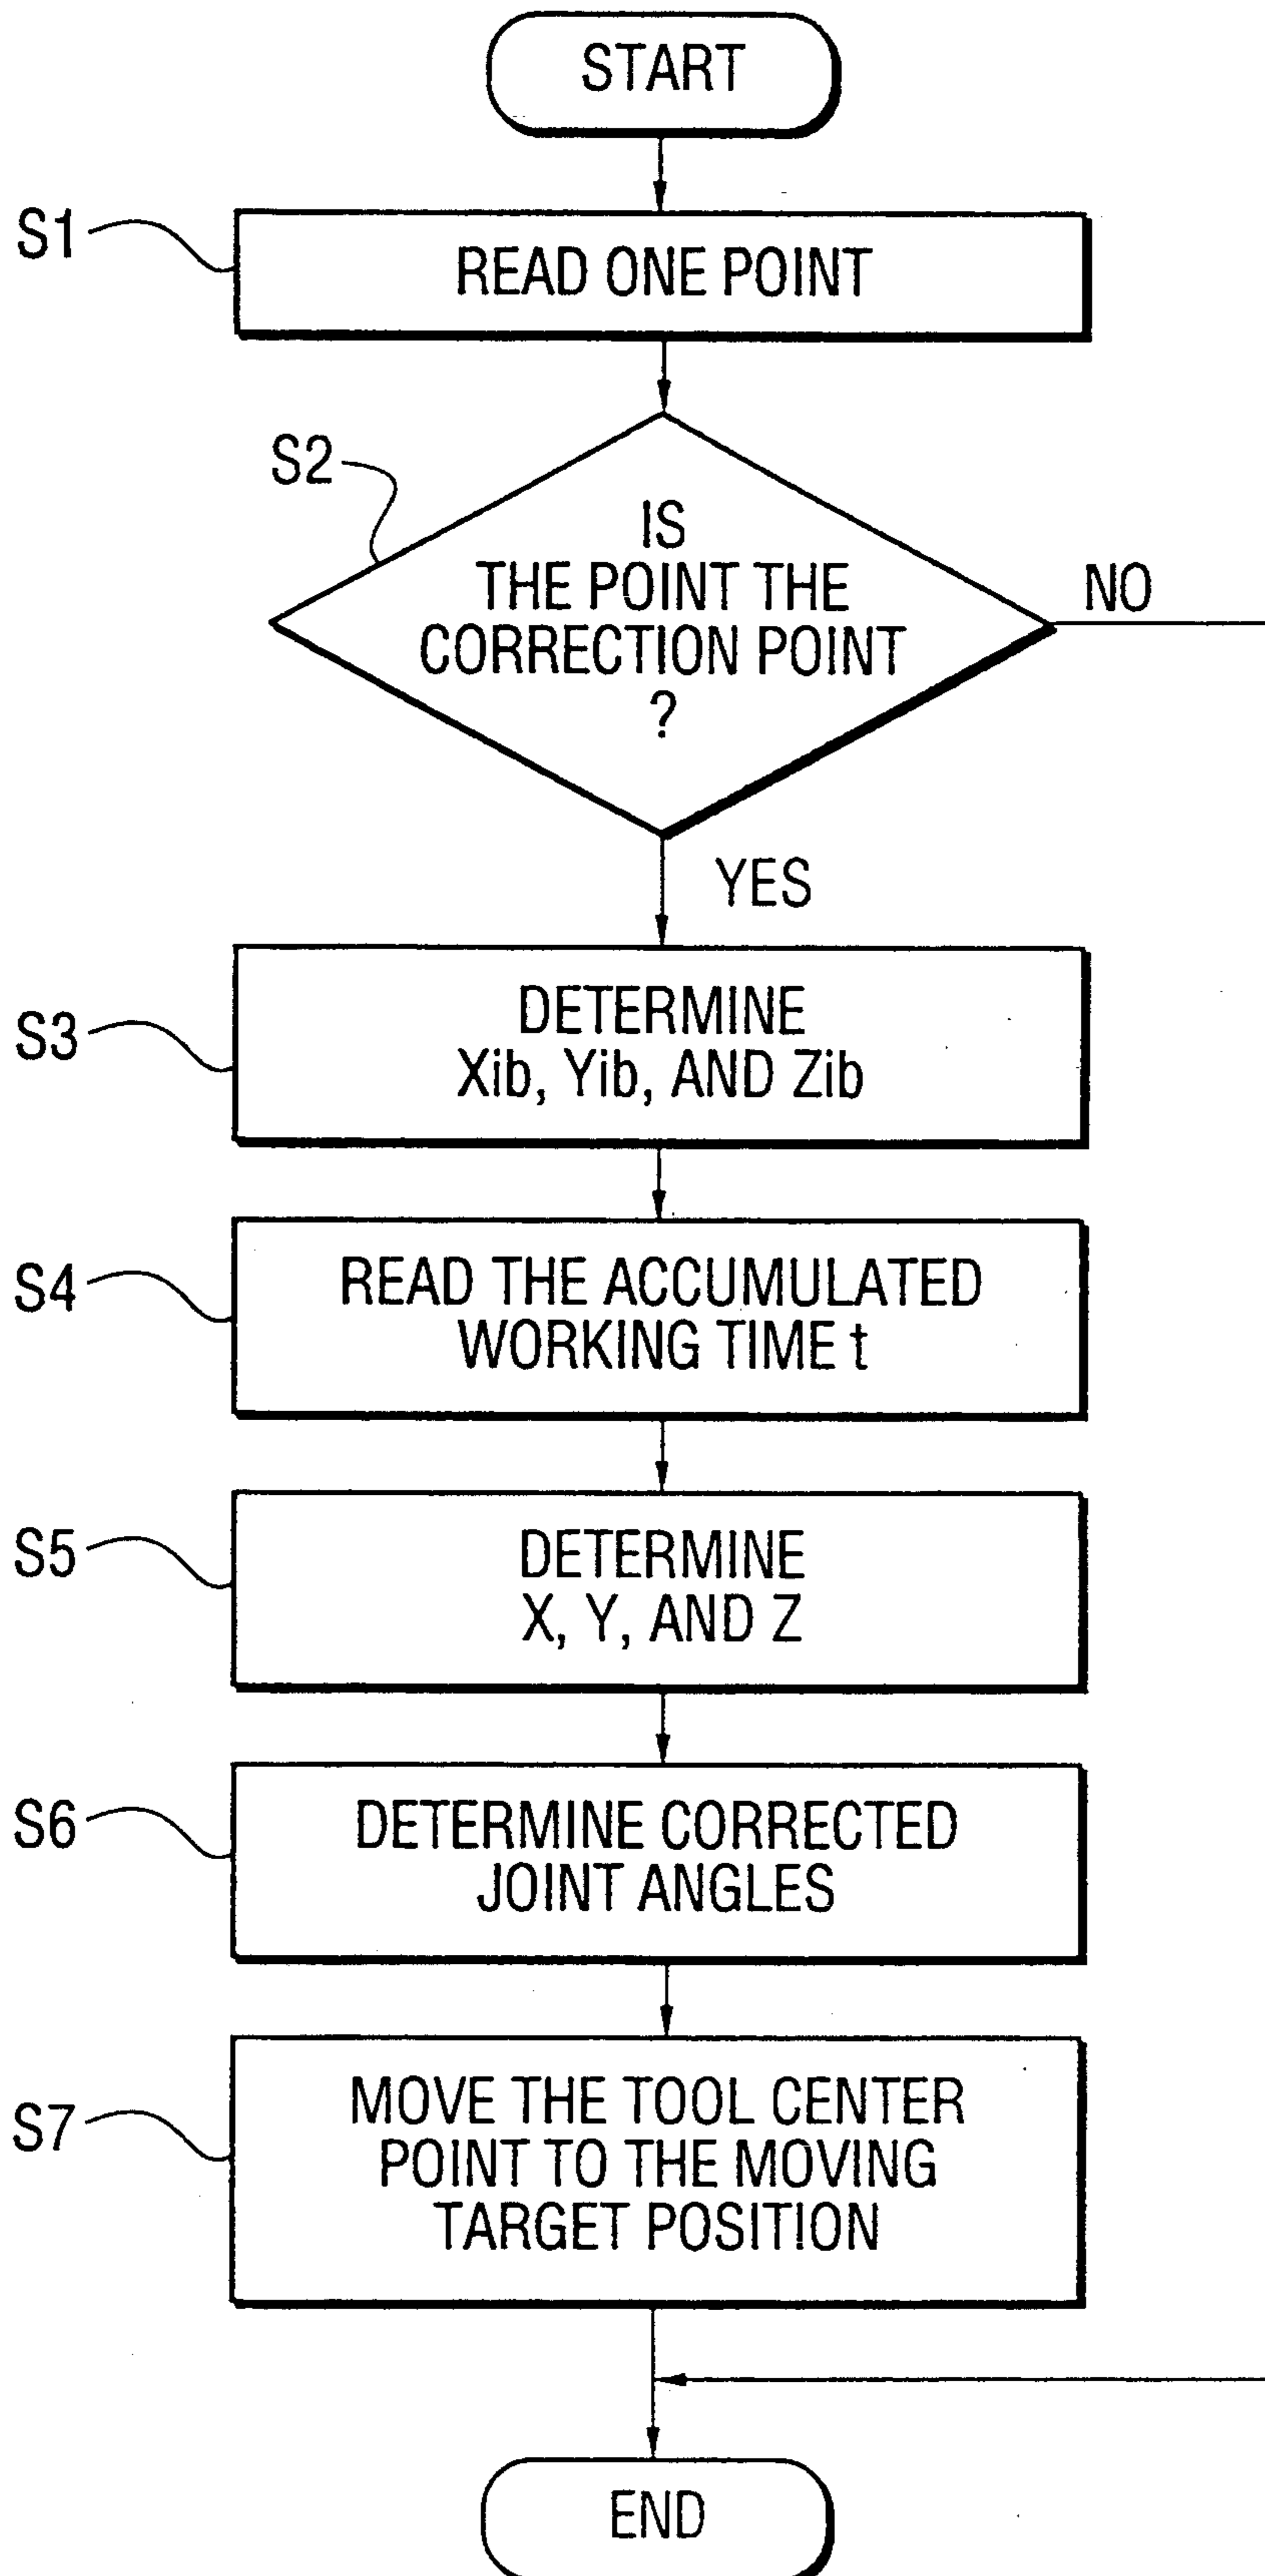 START
S1
READ ONE POINT
S2
IS
THE POINT THE
CORRECTION POINT
?
NO
YES
S3
DETERMINE
Xib, Yib, AND Zib
S4
READ THE ACCUMULATED
WORKING TIME t
S5
DETERMINE
X, Y, AND Z
S6
DETERMINE CORRECTED
JOINT ANGLES
S7
MOVE THE TOOL CENTER
POINT TO THE MOVING
TARGET POSITION
END